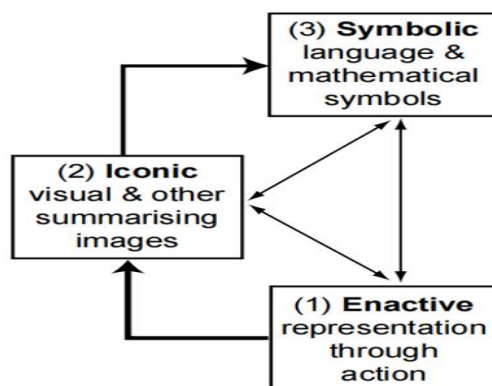 (3) Symbolic
language &
mathematical
symbols
(2) Iconic
visual & other
summarising
images
(1) Enactive
representation
through
action